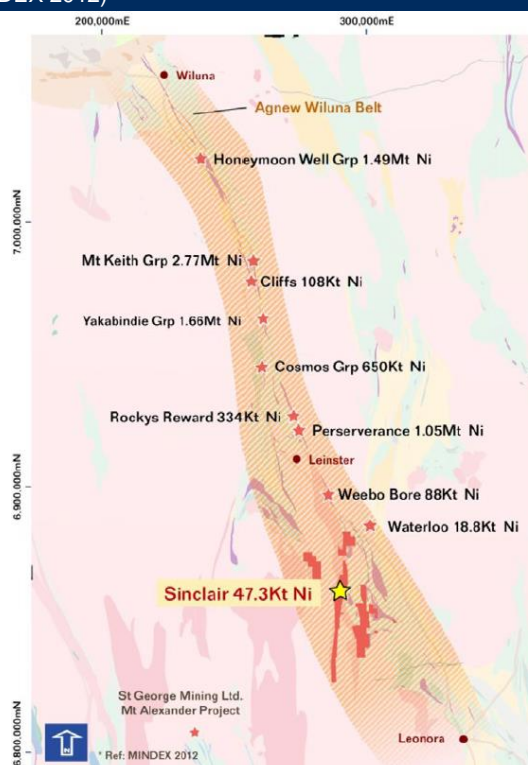 DEX 2012)
200,000mE
300,000mE
Wiluna
Agnew Wiluna Belt
Honeymoon Well Grp 1.49Mt Ni
7,000,000mN
Mt Keith Grp 2.77Mt Ni
Cliffs 108Kt Ni
Yakabindie Grp 1.66Mt Ni
Cosmos Grp 650Kt Ni
Rockys Reward 334Kt Ni
Perserverance 1.05Mt Ni
Leinster
6,900,000mN
Weebo Bore 88Kt Ni
Waterloo 18.8Kt Ni
Sinclair 47.3Kt Ni
St George Mining Ltd.
Mt Alexander Project
6,800,000mN
Leonora
N
* Ref: MINDEX 2012